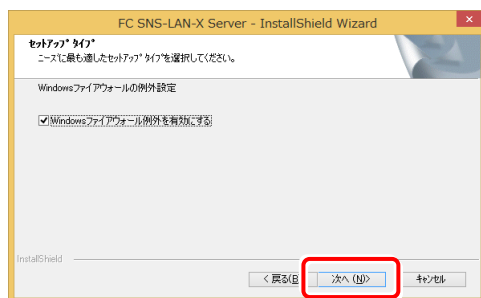 FC SNS-LAN-X Server - InstallShield Wizard
セットアップ タイプ
ニーズに最も適したセットアップ タイプを選択してください。
Windowsファイアウォールの例外設定
Windowsファイアウォール例外を有効にする
InstallShield
< 戻る(B
次へ (N)>
キャンセル